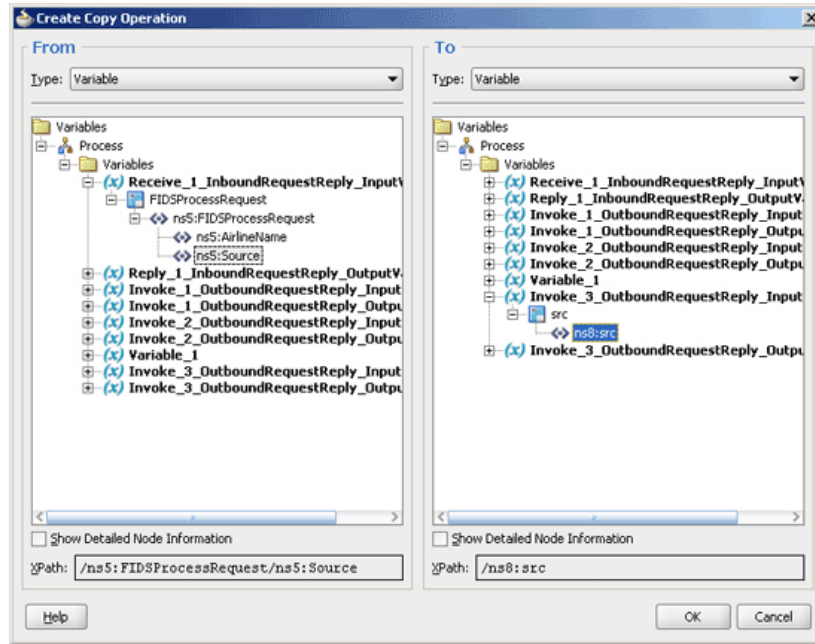 Create Copy Operation
From
Type: Variable
Variables
Process
Variables
(x) Receive_1_InboundRequestReply_InputV
FIDSProcessRequest
ns5:FIDSProcessRequest
ns5:AirlineName
ns5:Source
(x) Reply_1_InboundRequestReply_OutputV
(x) Invoke_1_OutboundRequestReply_Input
(x) Invoke_1_OutboundRequestReply_Outpu
(x) Invoke_2_OutboundRequestReply_Input
(x) Invoke_2_OutboundRequestReply_Outpu
(x) Variable_1
(x) Invoke_3_OutboundRequestReply_Input
(x) Invoke_3_OutboundRequestReply_Outpu
Show Detailed Node Information
XPath: /ns5:FIDSProcessRequest/ns5:Source
To
Type: Variable
Variables
Process
Variables
(x) Receive_1_InboundRequestReply_InputV
(x) Reply_1_InboundRequestReply_OutputV
(x) Invoke_1_OutboundRequestReply_Input
(x) Invoke_1_OutboundRequestReply_Outpu
(x) Invoke_2_OutboundRequestReply_Input
(x) Invoke_2_OutboundRequestReply_Outpu
(x) Variable_1
(x) Invoke_3_OutboundRequestReply_Input
src
ns8:src
(x) Invoke_3_OutboundRequestReply_Outpu
Show Detailed Node Information
XPath: /ns8:src
Help
OK
Cancel